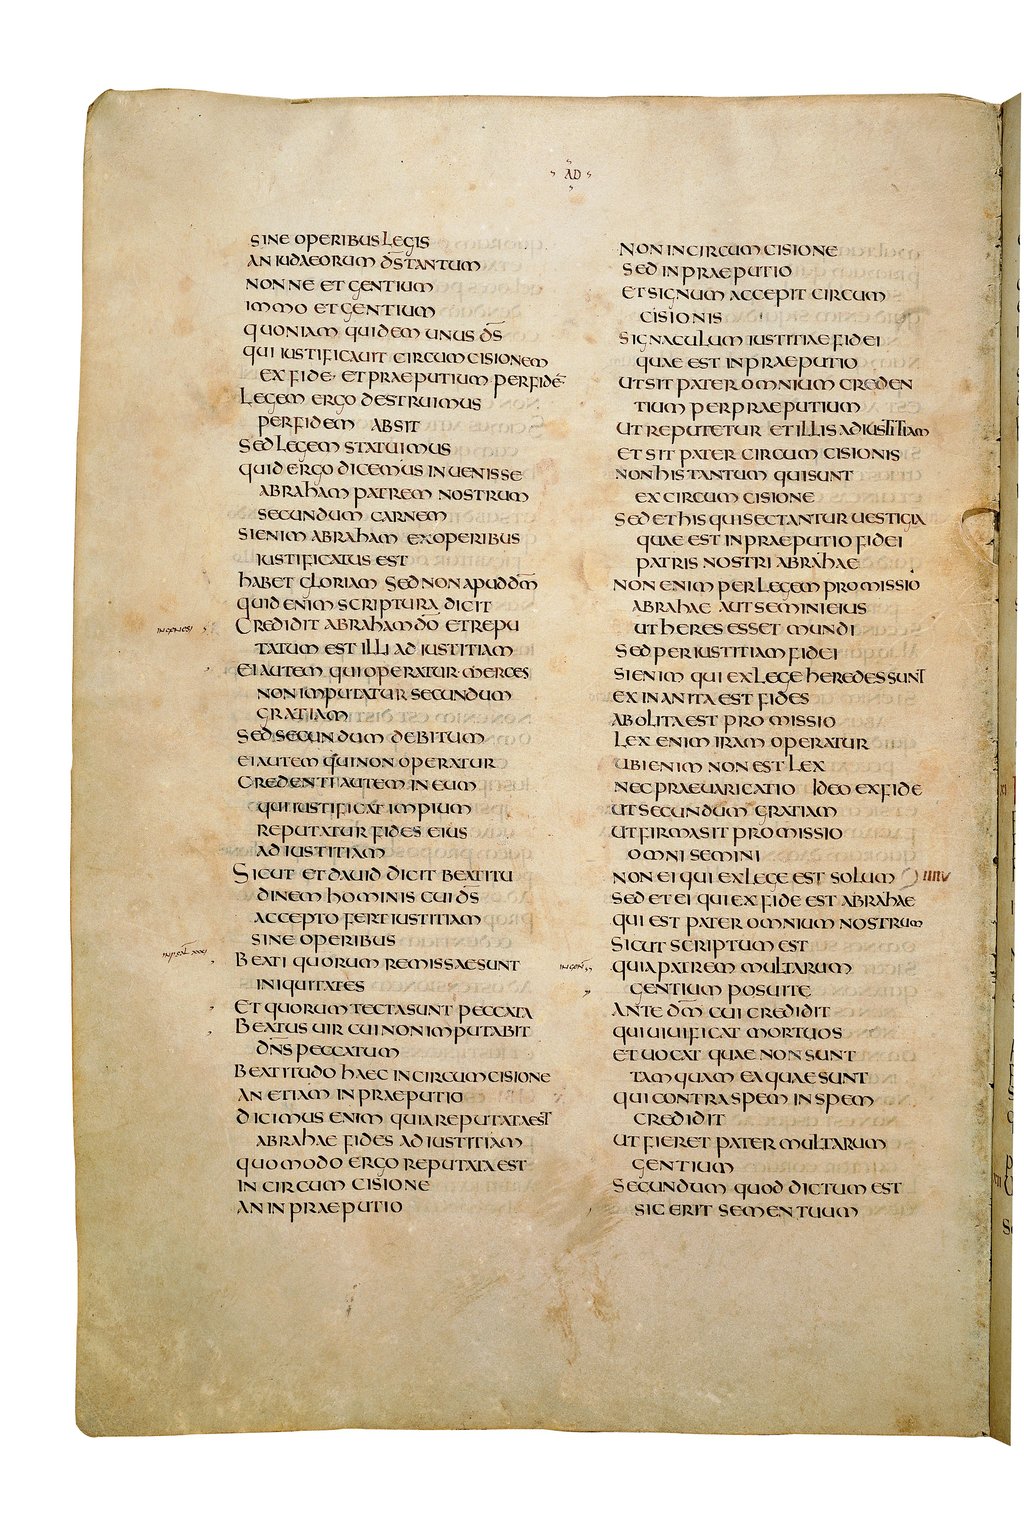 AD
SINE OPERIBUS LEGIS
AN IUDAEORUM D̅S̅ TANTUM
NONNE ET GENTIUM
IMMO ET GENTIUM
QUONIAM QUIDEM UNUS D̅S̅
QUI IUSTIFICAUIT CIRCUMCISIONEM
EX FIDE· ET PRAEPUTIUM PER FIDĒ
LEGEM ERGO DESTRUIMUS
PER FIDEM ABSIT
SED LEGEM STATUIMUS
QUID ERGO DICEMUS INUENISSE
ABRAHAM PATREM NOSTRUM
SECUNDUM CARNEM
SI ENIM ABRAHAM EX OPERIBUS
IUSTIFICATUS EST
HABET GLORIAM SED NON APUD D̅M̅
QUID ENIM SCRIPTURA DICIT
IN GENESI
CREDIDIT ABRAHAM D̅O̅ ET REPU
TATUM EST ILLI AD IUSTITIAM
EI AUTEM QUI OPERATUR MERCES
NON IMPUTATUR SECUNDUM
GRATIAM
SED SECUNDUM DEBITUM
EI AUTEM QUI NON OPERATUR
CREDENTI AUTEM IN EUM
QUI IUSTIFICAT IMPIUM
REPUTATUR FIDES EIUS
AD IUSTITIAM
SICUT ET DAUID DICIT BEATITU
DINEM HOMINIS CUI D̅S̅
ACCEPTO FERT IUSTITIAM
SINE OPERIBUS
BEATI QUORUM REMISSAE SUNT
INIQUITATES
ET QUORUM TECTA SUNT PECCATA
BEATUS UIR CUI NON IMPUTABIT
D̅N̅S̅ PECCATUM
BEATITUDO HAEC IN CIRCUMCISIONE
AN ETIAM IN PRAEPUTIO
DICIMUS ENIM QUIA REPUTATA EST
ABRAHAE FIDES AD IUSTITIAM
QUOMODO ERGO REPUTATA EST
IN CIRCUMCISIONE
AN IN PRAEPUTIO
NON IN CIRCUMCISIONE
SED IN PRAEPUTIO
ET SIGNUM ACCEPIT CIRCUM
CISIONIS
SIGNACULUM IUSTITIAE FIDEI
QUAE EST IN PRAEPUTIO
UT SIT PATER OMNIUM CREDEN
TIUM PER PRAEPUTIUM
UT REPUTETUR ET ILLIS AD IUSTITIAM
ET SIT PATER CIRCUMCISIONIS
NON HIS TANTUM QUI SUNT
EX CIRCUMCISIONE
SED ET HIS QUI SECTANTUR UESTIGIA
QUAE EST IN PRAEPUTIO FIDEI
PATRIS NOSTRI ABRAHAE
NON ENIM PER LEGEM PROMISSIO
ABRAHAE AUT SEMINI EIUS
UT HERES ESSET MUNDI
SED PER IUSTITIAM FIDEI
SI ENIM QUI EX LEGE HEREDES SUNT
EXINANITA EST FIDES
ABOLITA EST PROMISSIO
LEX ENIM IRAM OPERATUR
UBI ENIM NON EST LEX
NEC PRAEUARICATIO IDEO EX FIDE
UT SECUNDUM GRATIAM
UT FIRMA SIT PROMISSIO
OMNI SEMINI
NON EI QUI EX LEGE EST SOLUM
SED ET EI QUI EX FIDE EST ABRAHAE
QUI EST PATER OMNIUM NOSTRUM
SICUT SCRIPTUM EST
IN GEN
QUIA PATREM MULTARUM
GENTIUM POSUI TE
ANTE D̅M̅ CUI CREDIDIT
QUI UIUIFICAT MORTUOS
ET UOCAT QUAE NON SUNT
TAMQUAM EA QUAE SUNT
QUI CONTRA SPEM IN SPEM
CREDIDIT
UT FIERET PATER MULTARUM
GENTIUM
SECUNDUM QUOD DICTUM EST
SIC ERIT SEMEN TUUM